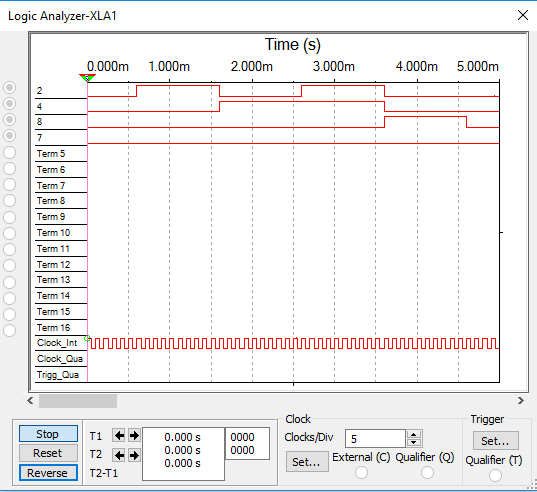 Logic Analyzer-XLA1
Time (s)
0.000m 1.000m 2.000m 3.000m 4.000m 5.000m
2
4
8
7
Term 5
Term 6
Term 7
Term 8
Term 9
Term 10
Term 11
Term 12
Term 13
Term 14
Term 15
Term 16
Clock_Int
Clock_Qua
Trigg_Qua
Stop
Reset
Reverse
T1
T2
T2-T1
0.000 s
0.000 s
0.000 s
0000
0000
Clock
Clocks/Div 5
Set...
External (C) Qualifier (Q)
Trigger
Set...
Qualifier (T)